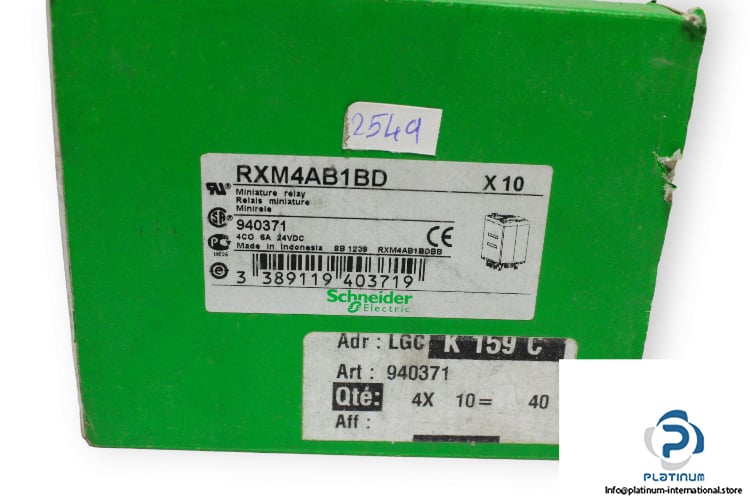 2549
RXM4AB1BD X 10
Miniature relay
Relais miniature
Minirele
940371
4CO 6A 24VDC
Made in Indonesia SB 1239 RXM4AB1BDBB
CE
3 389119 403719
Schneider
Electric
Adr : LGC K 159 C
Art : 940371
Qté: 4X 10= 40
Aff :
PLATINUM
INTERNATIONAL
Info@platinum-international.store